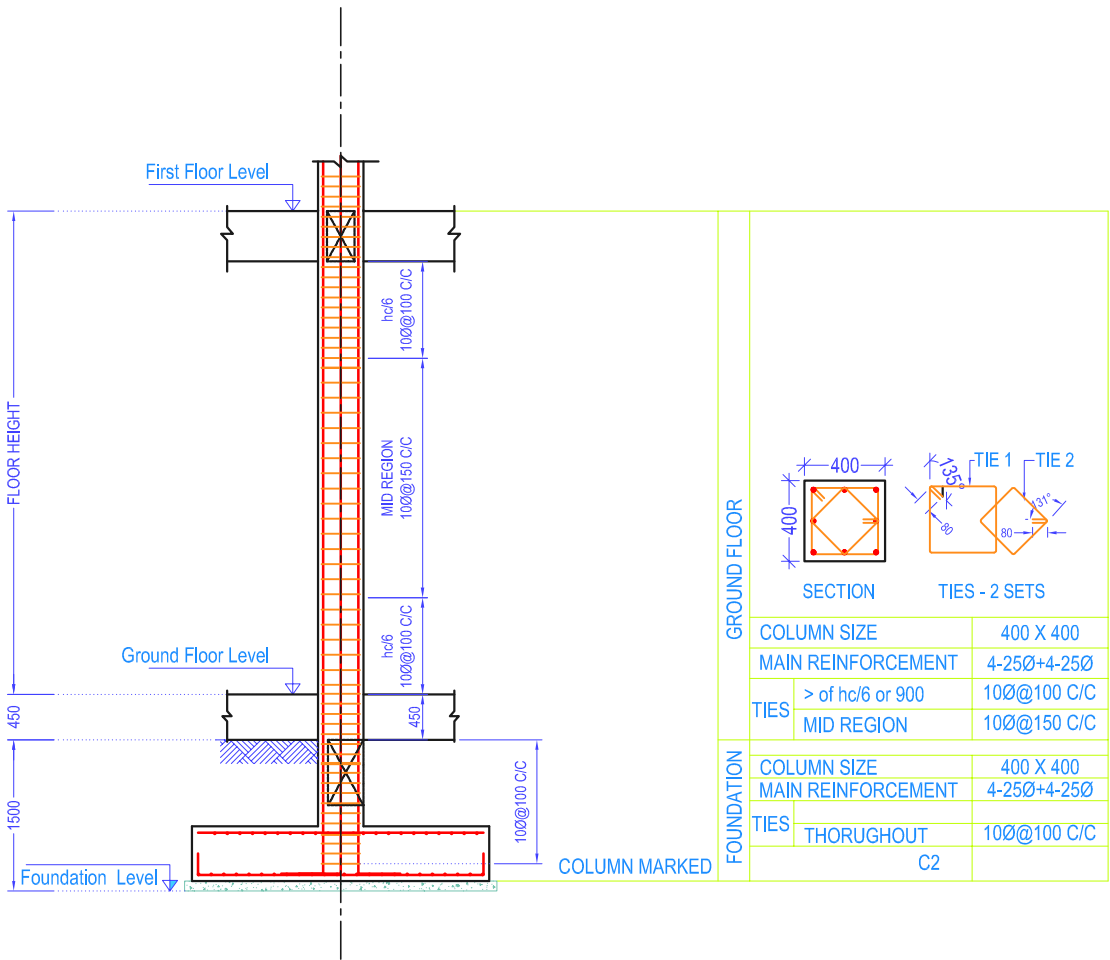 First Floor Level
hc/6
10Ø@100 C/C
FLOOR HEIGHT
MID REGION
10Ø@150 C/C
hc/6
10Ø@100 C/C
Ground Floor Level
450
450
1500
10Ø@100 C/C
Foundation Level
COLUMN MARKED
GROUND FLOOR
400
400
SECTION
135°
TIE 1
TIE 2
80
131°
80
TIES - 2 SETS
COLUMN SIZE 400 X 400
MAIN REINFORCEMENT 4-25Ø+4-25Ø
TIES
> of hc/6 or 900 10Ø@100 C/C
MID REGION 10Ø@150 C/C
FOUNDATION
COLUMN SIZE 400 X 400
MAIN REINFORCEMENT 4-25Ø+4-25Ø
TIES
THORUGHOUT 10Ø@100 C/C
C2